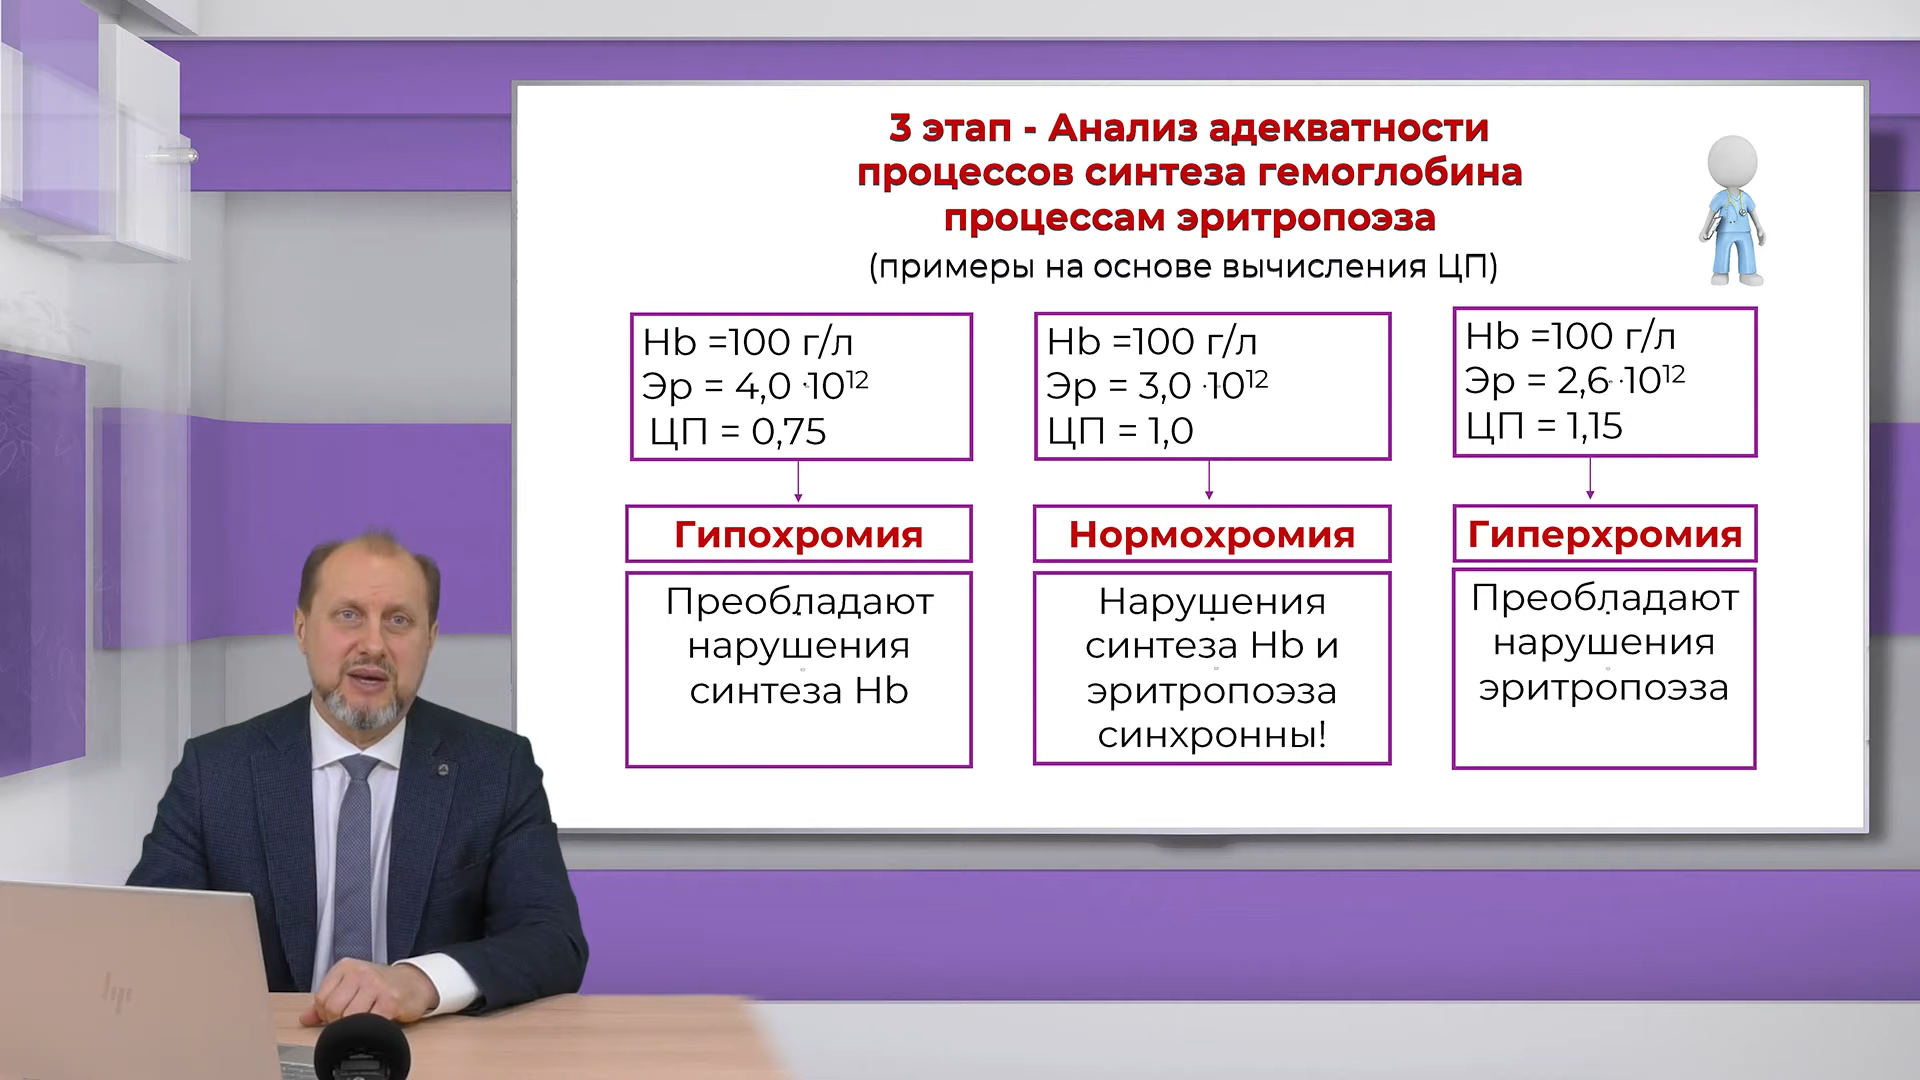 3 этап - Анализ адекватности
процессов синтеза гемоглобина
процессам эритропоэза
(примеры на основе вычисления ЦП)
Hb =100 г/л
Эр = 4,0 ·10¹²
ЦП = 0,75
Гипохромия
Преобладают
нарушения
синтеза Hb
Hb =100 г/л
Эр = 3,0 ·10¹²
ЦП = 1,0
Нормохромия
Нарушения
синтеза Hb и
эритропоэза
синхронны!
Hb =100 г/л
Эр = 2,6 ·10¹²
ЦП = 1,15
Гиперхромия
Преобладают
нарушения
эритропоэза
hp